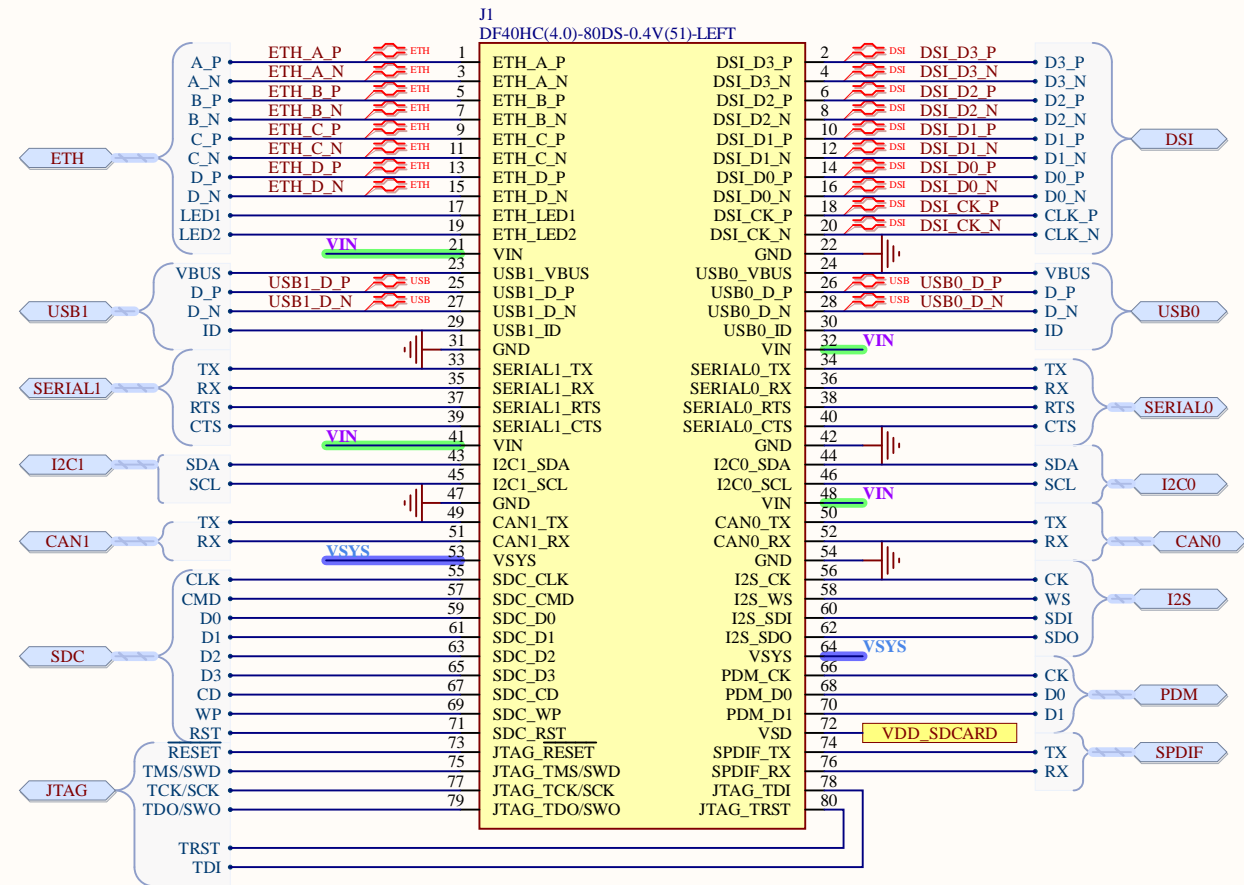 J1
DF40HC(4.0)-80DS-0.4V(51)-LEFT
A_P ETH_A_P ETH 1 ETH_A_P DSI_D3_P 2 DSI DSI_D3_P D3_P
A_N ETH_A_N ETH 3 ETH_A_N DSI_D3_N 4 DSI DSI_D3_N D3_N
B_P ETH_B_P ETH 5 ETH_B_P DSI_D2_P 6 DSI DSI_D2_P D2_P
B_N ETH_B_N ETH 7 ETH_B_N DSI_D2_N 8 DSI DSI_D2_N D2_N
C_P ETH_C_P ETH 9 ETH_C_P DSI_D1_P 10 DSI DSI_D1_P D1_P
DSI
ETH
C_N ETH_C_N ETH 11 ETH_C_N DSI_D1_N 12 DSI DSI_D1_N D1_N
D_P ETH_D_P ETH 13 ETH_D_P DSI_D0_P 14 DSI DSI_D0_P D0_P
D_N ETH_D_N ETH 15 ETH_D_N DSI_D0_N 16 DSI DSI_D0_N D0_N
LED1 17 ETH_LED1 DSI_CK_P 18 DSI DSI_CK_P CLK_P
LED2 19 ETH_LED2 DSI_CK_N 20 DSI DSI_CK_N CLK_N
VIN 21 VIN GND 22
VBUS 23 USB1_VBUS USB0_VBUS 24 VBUS
D_P USB1_D_P USB 25 USB1_D_P USB0_D_P 26 USB USB0_D_P D_P
USB1 D_N USB1_D_N USB 27 USB1_D_N USB0_D_N 28 USB USB0_D_N D_N USB0
ID 29 USB1_ID USB0_ID 30 ID
31 GND VIN 32 VIN
TX 33 SERIAL1_TX SERIAL0_TX 34 TX
SERIAL1 RX 35 SERIAL1_RX SERIAL0_RX 36 RX
RTS 37 SERIAL1_RTS SERIAL0_RTS 38 RTS SERIAL0
CTS 39 SERIAL1_CTS SERIAL0_CTS 40 CTS
VIN 41 VIN GND 42
I2C1 SDA 43 I2C1_SDA I2C0_SDA 44 SDA
SCL 45 I2C1_SCL I2C0_SCL 46 SCL I2C0
47 GND VIN 48 VIN
TX 49 CAN1_TX CAN0_TX 50 TX
CAN1 RX 51 CAN1_RX CAN0_RX 52 RX CAN0
VSYS 53 VSYS GND 54
CLK 55 SDC_CLK I2S_CK 56 CK
CMD 57 SDC_CMD I2S_WS 58 WS I2S
D0 59 SDC_D0 I2S_SDI 60 SDI
D1 61 SDC_D1 I2S_SDO 62 SDO
SDC D2 63 SDC_D2 VSYS 64 VSYS
D3 65 SDC_D3 PDM_CK 66 CK
CD 67 SDC_CD PDM_D0 68 D0 PDM
WP 69 SDC_WP PDM_D1 70 D1
RST 71 SDC_RST VSD 72 VDD_SDCARD
RESET 73 JTAG_RESET SPDIF_TX 74 TX SPDIF
TMS/SWD 75 JTAG_TMS/SWD SPDIF_RX 76 RX
JTAG TCK/SCK 77 JTAG_TCK/SCK JTAG_TDI 78
TDO/SWO 79 JTAG_TDO/SWO JTAG_TRST 80
TRST
TDI